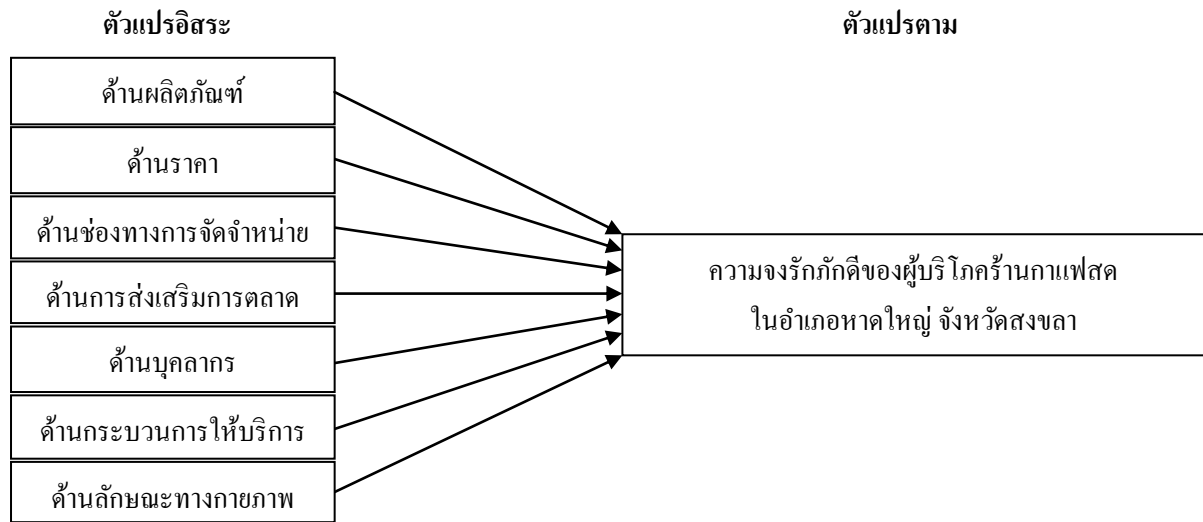 ตัวแปรอิสระ
ตัวแปรตาม
ด้านผลิตภัณฑ์
ด้านราคา
ด้านช่องทางการจัดจำหน่าย
ด้านการส่งเสริมการตลาด
ด้านบุคลากร
ด้านกระบวนการให้บริการ
ด้านลักษณะทางกายภาพ
ความจงรักภักดีของผู้บริโภคร้านกาแฟสด
ในอำเภอหาดใหญ่ จังหวัดสงขลา